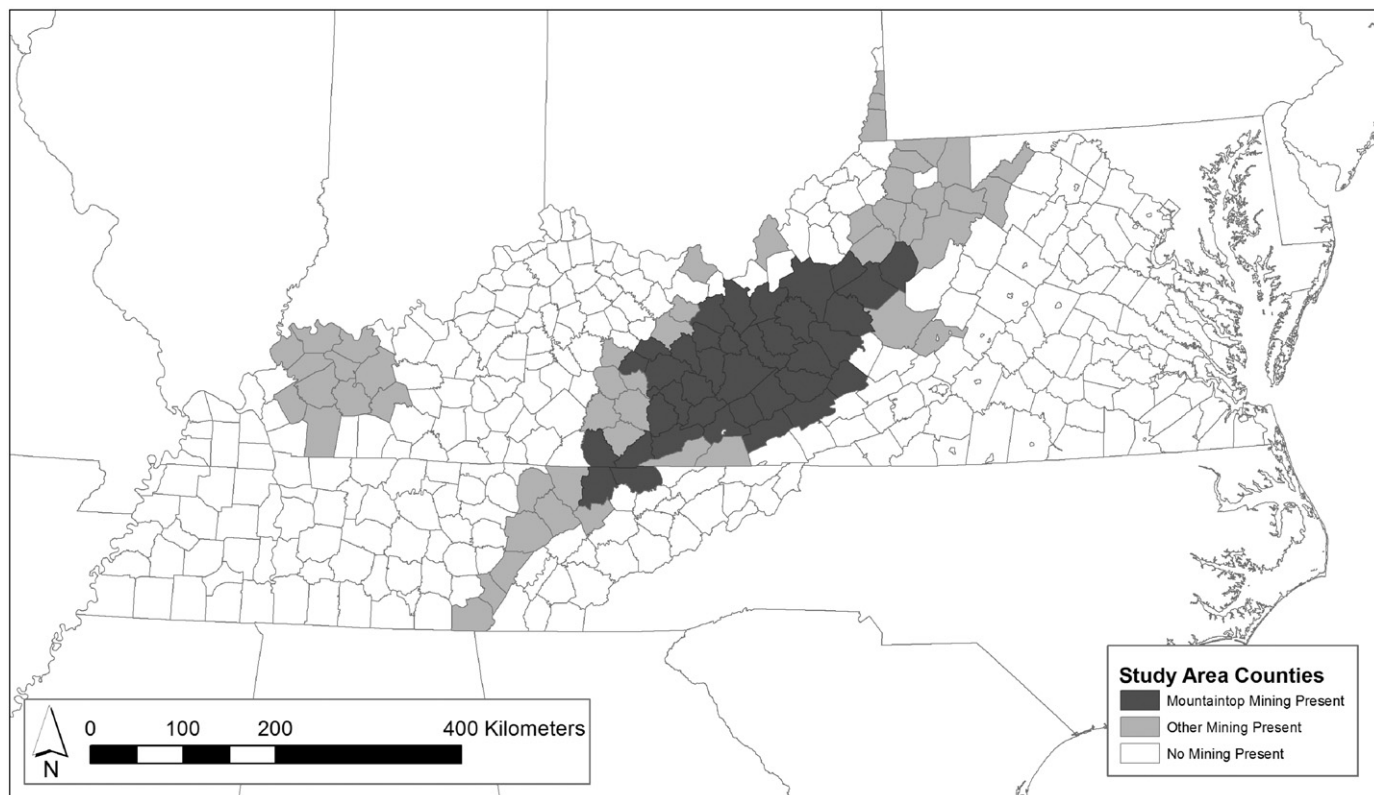 Study Area Counties
Mountaintop Mining Present
Other Mining Present
No Mining Present
0 100 200 400 Kilometers
N